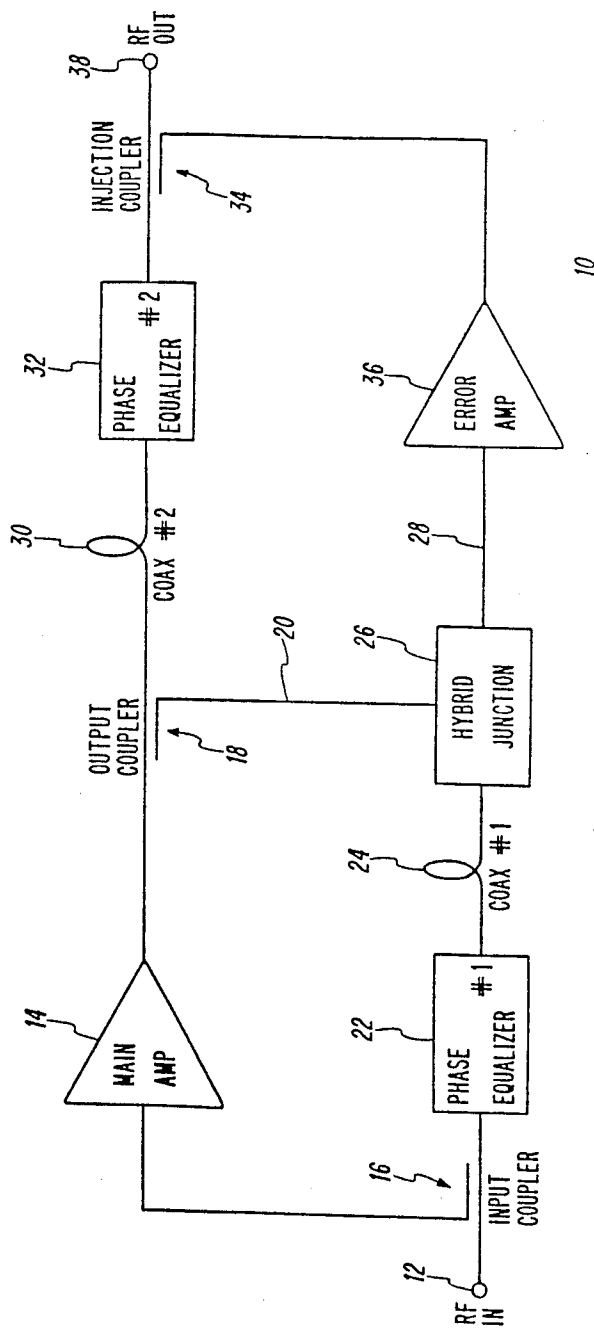 RF
IN
12
INPUT
COUPLER
16
MAIN
AMP
14
PHASE
EQUALIZER
#1
22
COAX #1
24
OUTPUT
COUPLER
18
20
HYBRID
JUNCTION
26
28
COAX #2
30
PHASE
EQUALIZER
#2
32
ERROR
AMP
36
INJECTION
COUPLER
34
RF
OUT
38
10